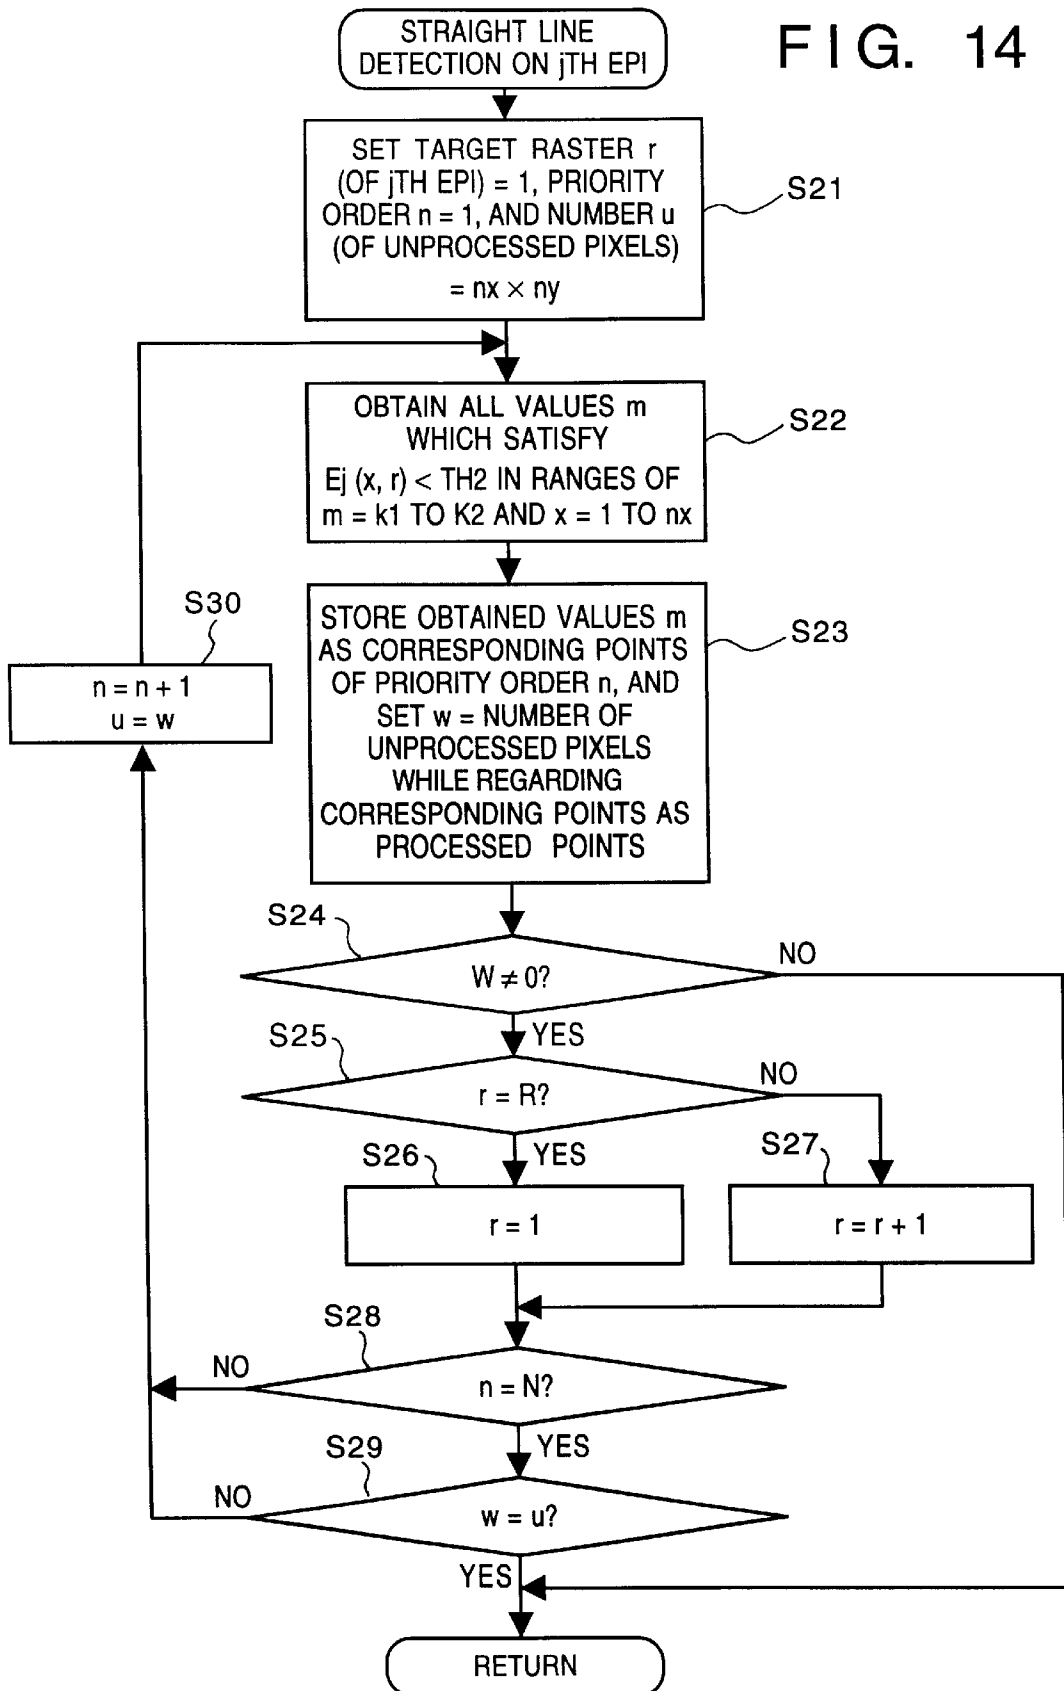 FIG. 14
STRAIGHT LINE
DETECTION ON jTH EPI
SET TARGET RASTER r
(OF jTH EPI) = 1, PRIORITY
ORDER n = 1, AND NUMBER u
(OF UNPROCESSED PIXELS)
= nx × ny
S21
OBTAIN ALL VALUES m
WHICH SATISFY
Ej (x, r) < TH2 IN RANGES OF
m = k1 TO K2 AND x = 1 TO nx
S22
STORE OBTAINED VALUES m
AS CORRESPONDING POINTS
OF PRIORITY ORDER n, AND
SET w = NUMBER OF
UNPROCESSED PIXELS
WHILE REGARDING
CORRESPONDING POINTS AS
PROCESSED POINTS
S23
S30
n = n + 1
u = w
S24
W ≠ 0?
NO
YES
S25
r = R?
NO
YES
S26
r = 1
S27
r = r + 1
S28
n = N?
NO
YES
S29
w = u?
NO
YES
RETURN